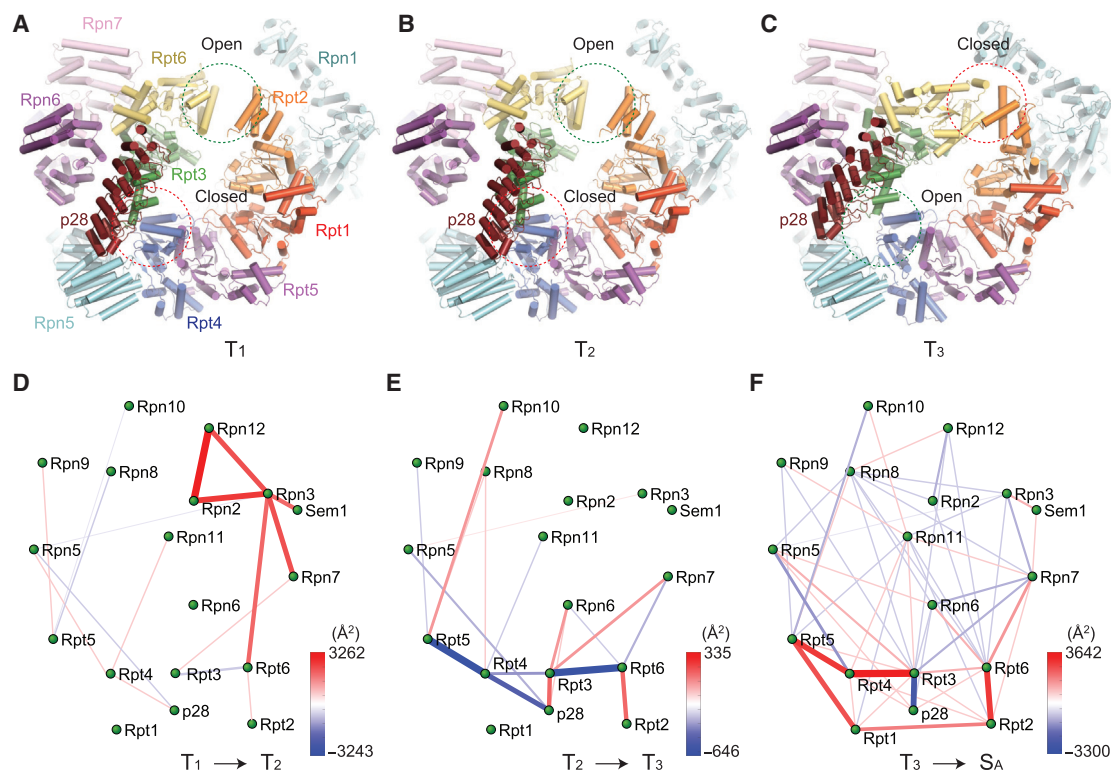 A
B
C
Rpn7
Rpt6
Open
Rpn1
Rpn6
Rpt2
Rpt3
Closed
p28
Rpt1
Rpt5
Rpn5
Rpt4
T1
Open
Closed
p28
T2
Closed
Open
p28
T3
D
Rpn10
Rpn12
Rpn9
Rpn8
Rpn3
Rpn2
Sem1
Rpn11
Rpn5
Rpn7
Rpn6
Rpt5
(Å²)
3262
Rpt4
Rpt3
Rpt6
p28
Rpt1
Rpt2
-3243
T1 → T2
E
Rpn10
Rpn12
Rpn9
Rpn8
Rpn3
Rpn2
Sem1
Rpn11
Rpn5
Rpn7
Rpn6
Rpt5
(Å²)
335
Rpt4
Rpt3
Rpt6
p28
Rpt1
Rpt2
−646
T2 → T3
F
Rpn10
Rpn12
Rpn9
Rpn8
Rpn3
Rpn2
Sem1
Rpn11
Rpn5
Rpn7
Rpn6
Rpt5
(Å²)
3642
Rpt4
Rpt3
Rpt6
p28
Rpt1
Rpt2
−3300
T3 → SA